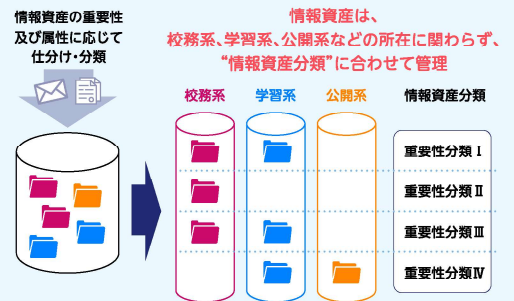 情報資産の重要性
及び属性に応じて
仕分け・分類
情報資産は、
校務系、学習系、公開系などの所在に関わらず、
“情報資産分類”に合わせて管理
校務系 学習系 公開系 情報資産分類
重要性分類Ⅰ
重要性分類Ⅱ
重要性分類Ⅲ
重要性分類Ⅳ